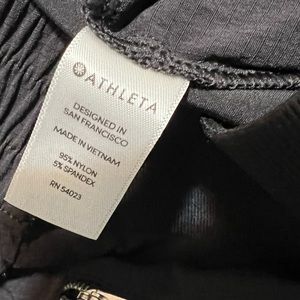 ATHLETA
DESIGNED IN
SAN FRANCISCO
MADE IN VIETNAM
95% NYLON
5% SPANDEX
RN 54023